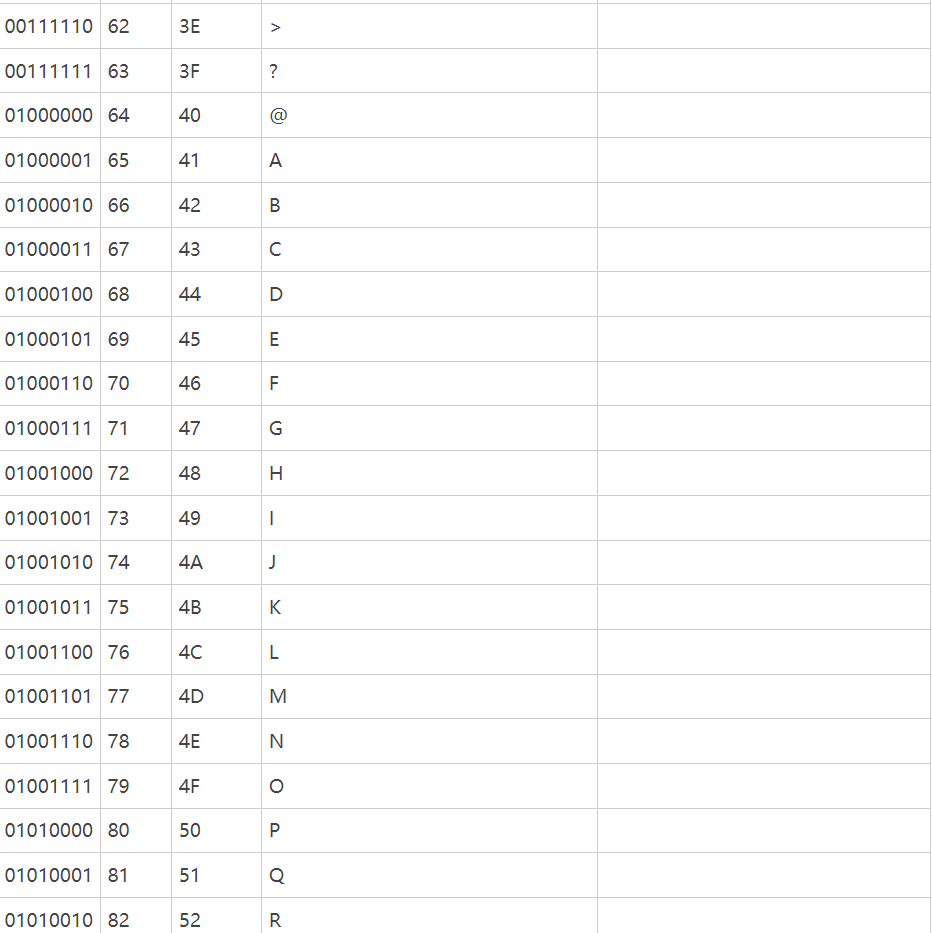 00111110 62 3E >
00111111 63 3F ?
01000000 64 40 @
01000001 65 41 A
01000010 66 42 B
01000011 67 43 C
01000100 68 44 D
01000101 69 45 E
01000110 70 46 F
01000111 71 47 G
01001000 72 48 H
01001001 73 49 I
01001010 74 4A J
01001011 75 4B K
01001100 76 4C L
01001101 77 4D M
01001110 78 4E N
01001111 79 4F O
01010000 80 50 P
01010001 81 51 Q
01010010 82 52 R